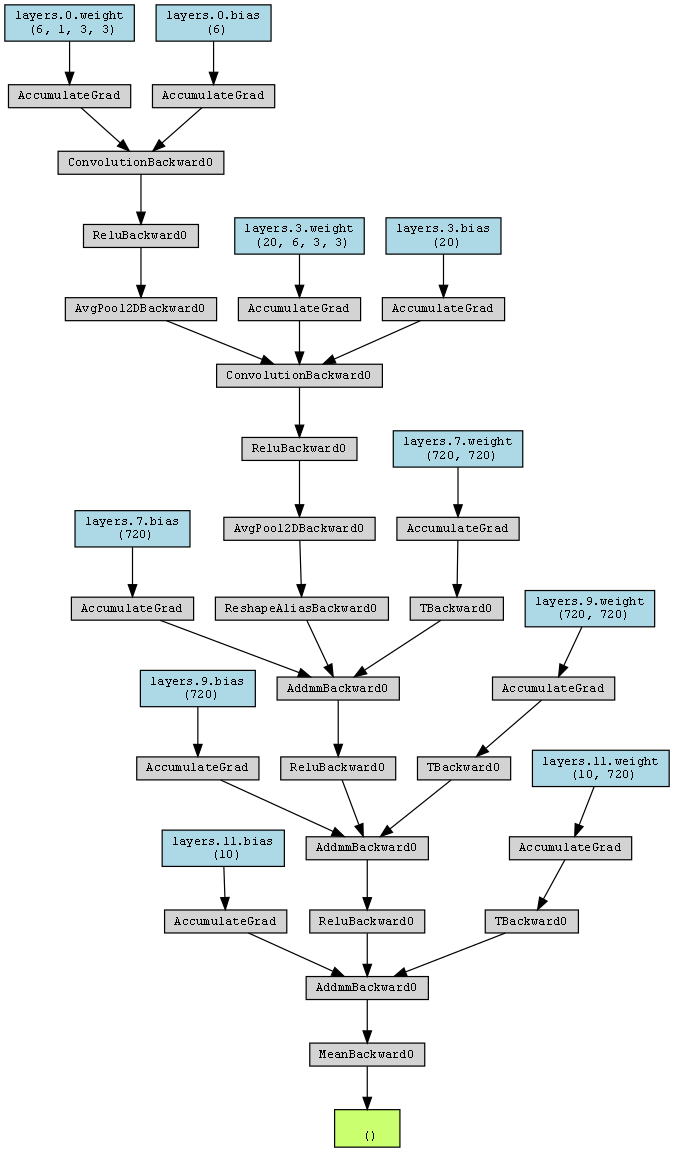 layers.0.weight
(6, 1, 3, 3)
layers.0.bias
(6)
AccumulateGrad
AccumulateGrad
ConvolutionBackward0
ReluBackward0
layers.3.weight
(20, 6, 3, 3)
layers.3.bias
(20)
AvgPool2DBackward0
AccumulateGrad
AccumulateGrad
ConvolutionBackward0
ReluBackward0
layers.7.weight
(720, 720)
layers.7.bias
(720)
AvgPool2DBackward0
AccumulateGrad
AccumulateGrad
ReshapeAliasBackward0
TBackward0
layers.9.weight
(720, 720)
layers.9.bias
(720)
AddmmBackward0
AccumulateGrad
AccumulateGrad
ReluBackward0
TBackward0
layers.11.weight
(10, 720)
layers.11.bias
(10)
AddmmBackward0
AccumulateGrad
AccumulateGrad
ReluBackward0
TBackward0
AddmmBackward0
MeanBackward0
()